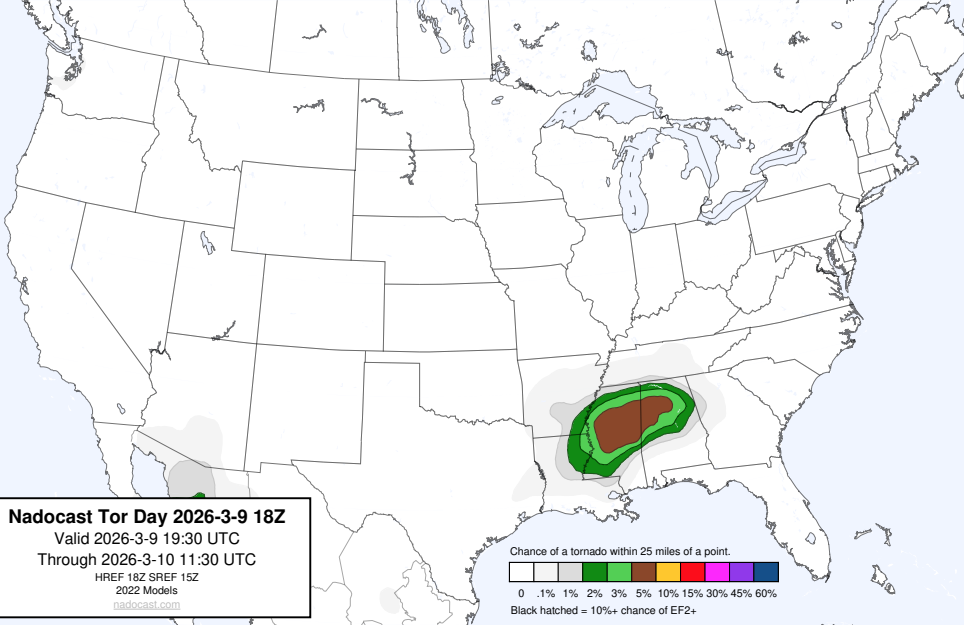 Nadocast Tor Day 2026-3-9 18Z
Valid 2026-3-9 19:30 UTC
Through 2026-3-10 11:30 UTC
HREF 18Z SREF 15Z
2022 Models
nadocast.com
Chance of a tornado within 25 miles of a point.
0 .1% 1% 2% 3% 5% 10% 15% 30% 45% 60%
Black hatched = 10%+ chance of EF2+